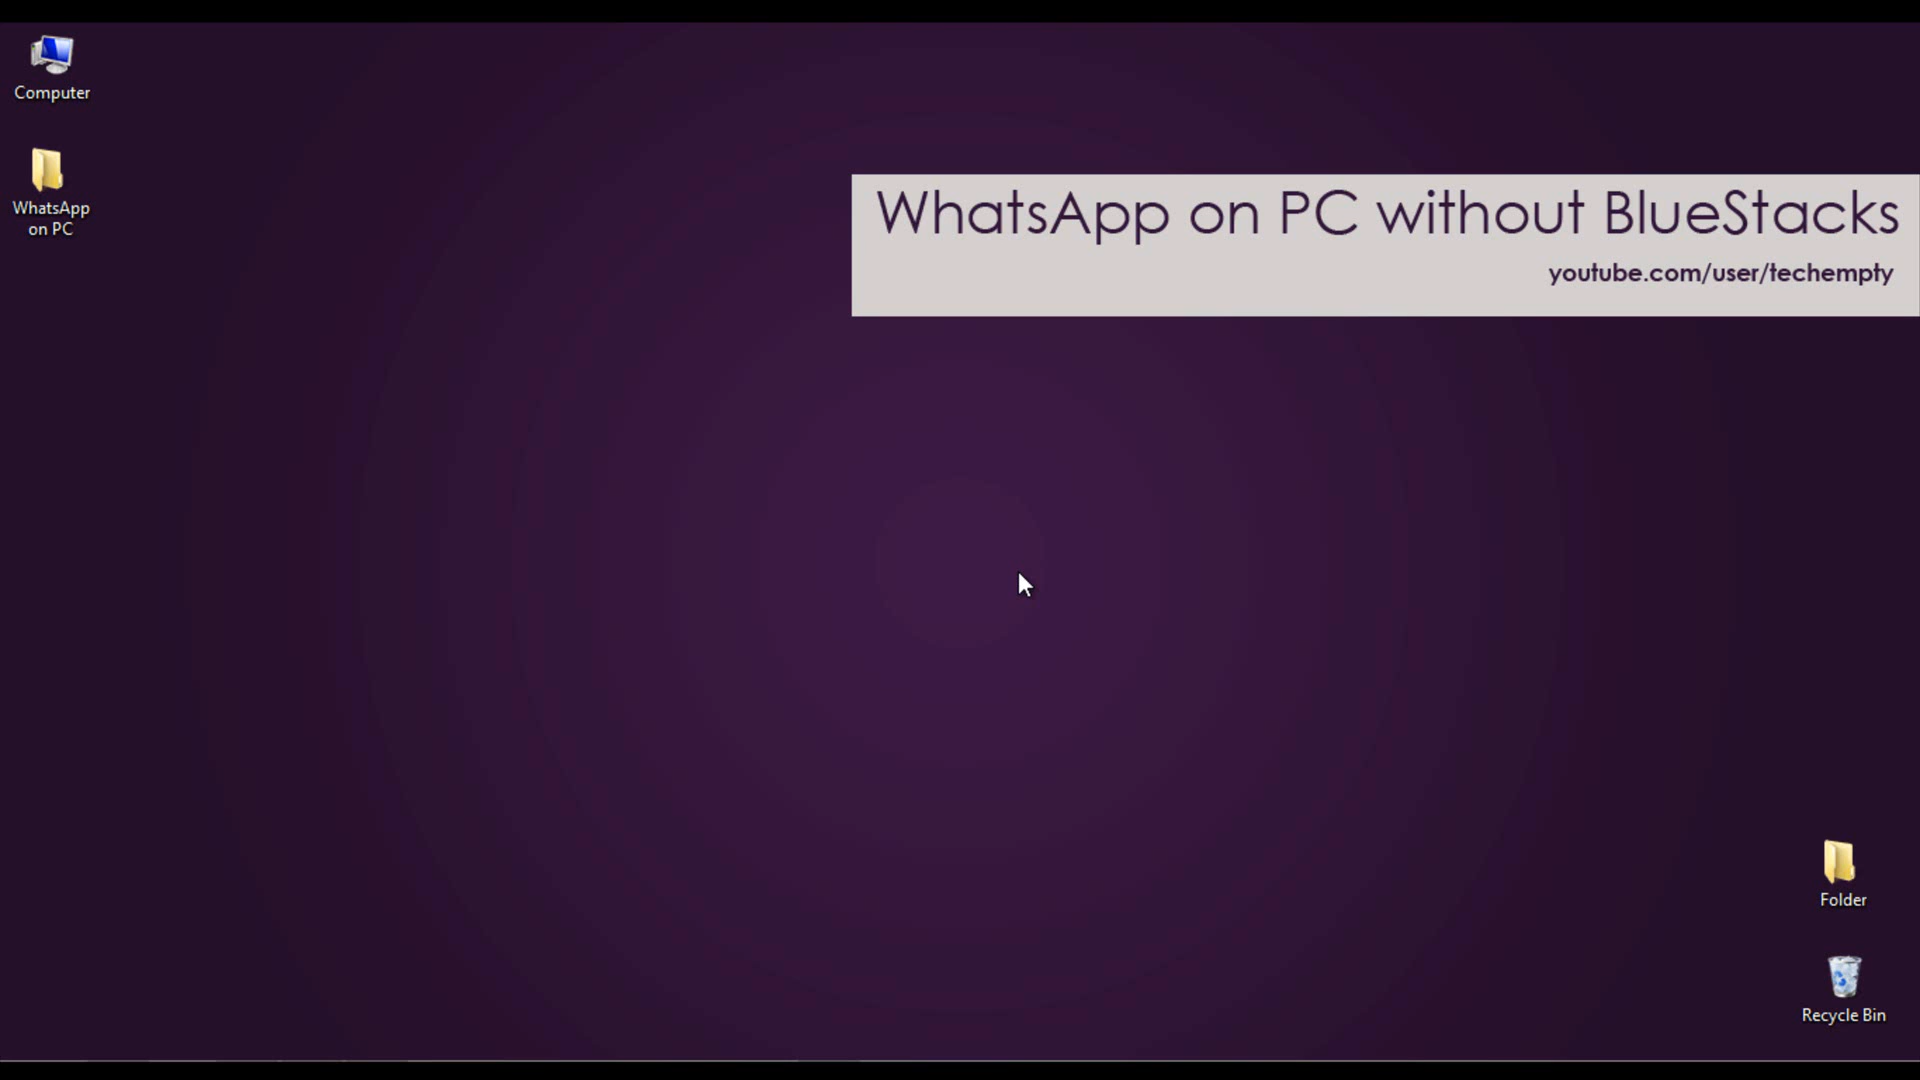 Computer
WhatsApp
on PC
WhatsApp on PC without BlueStacks
youtube.com/user/techempty
Folder
Recycle Bin